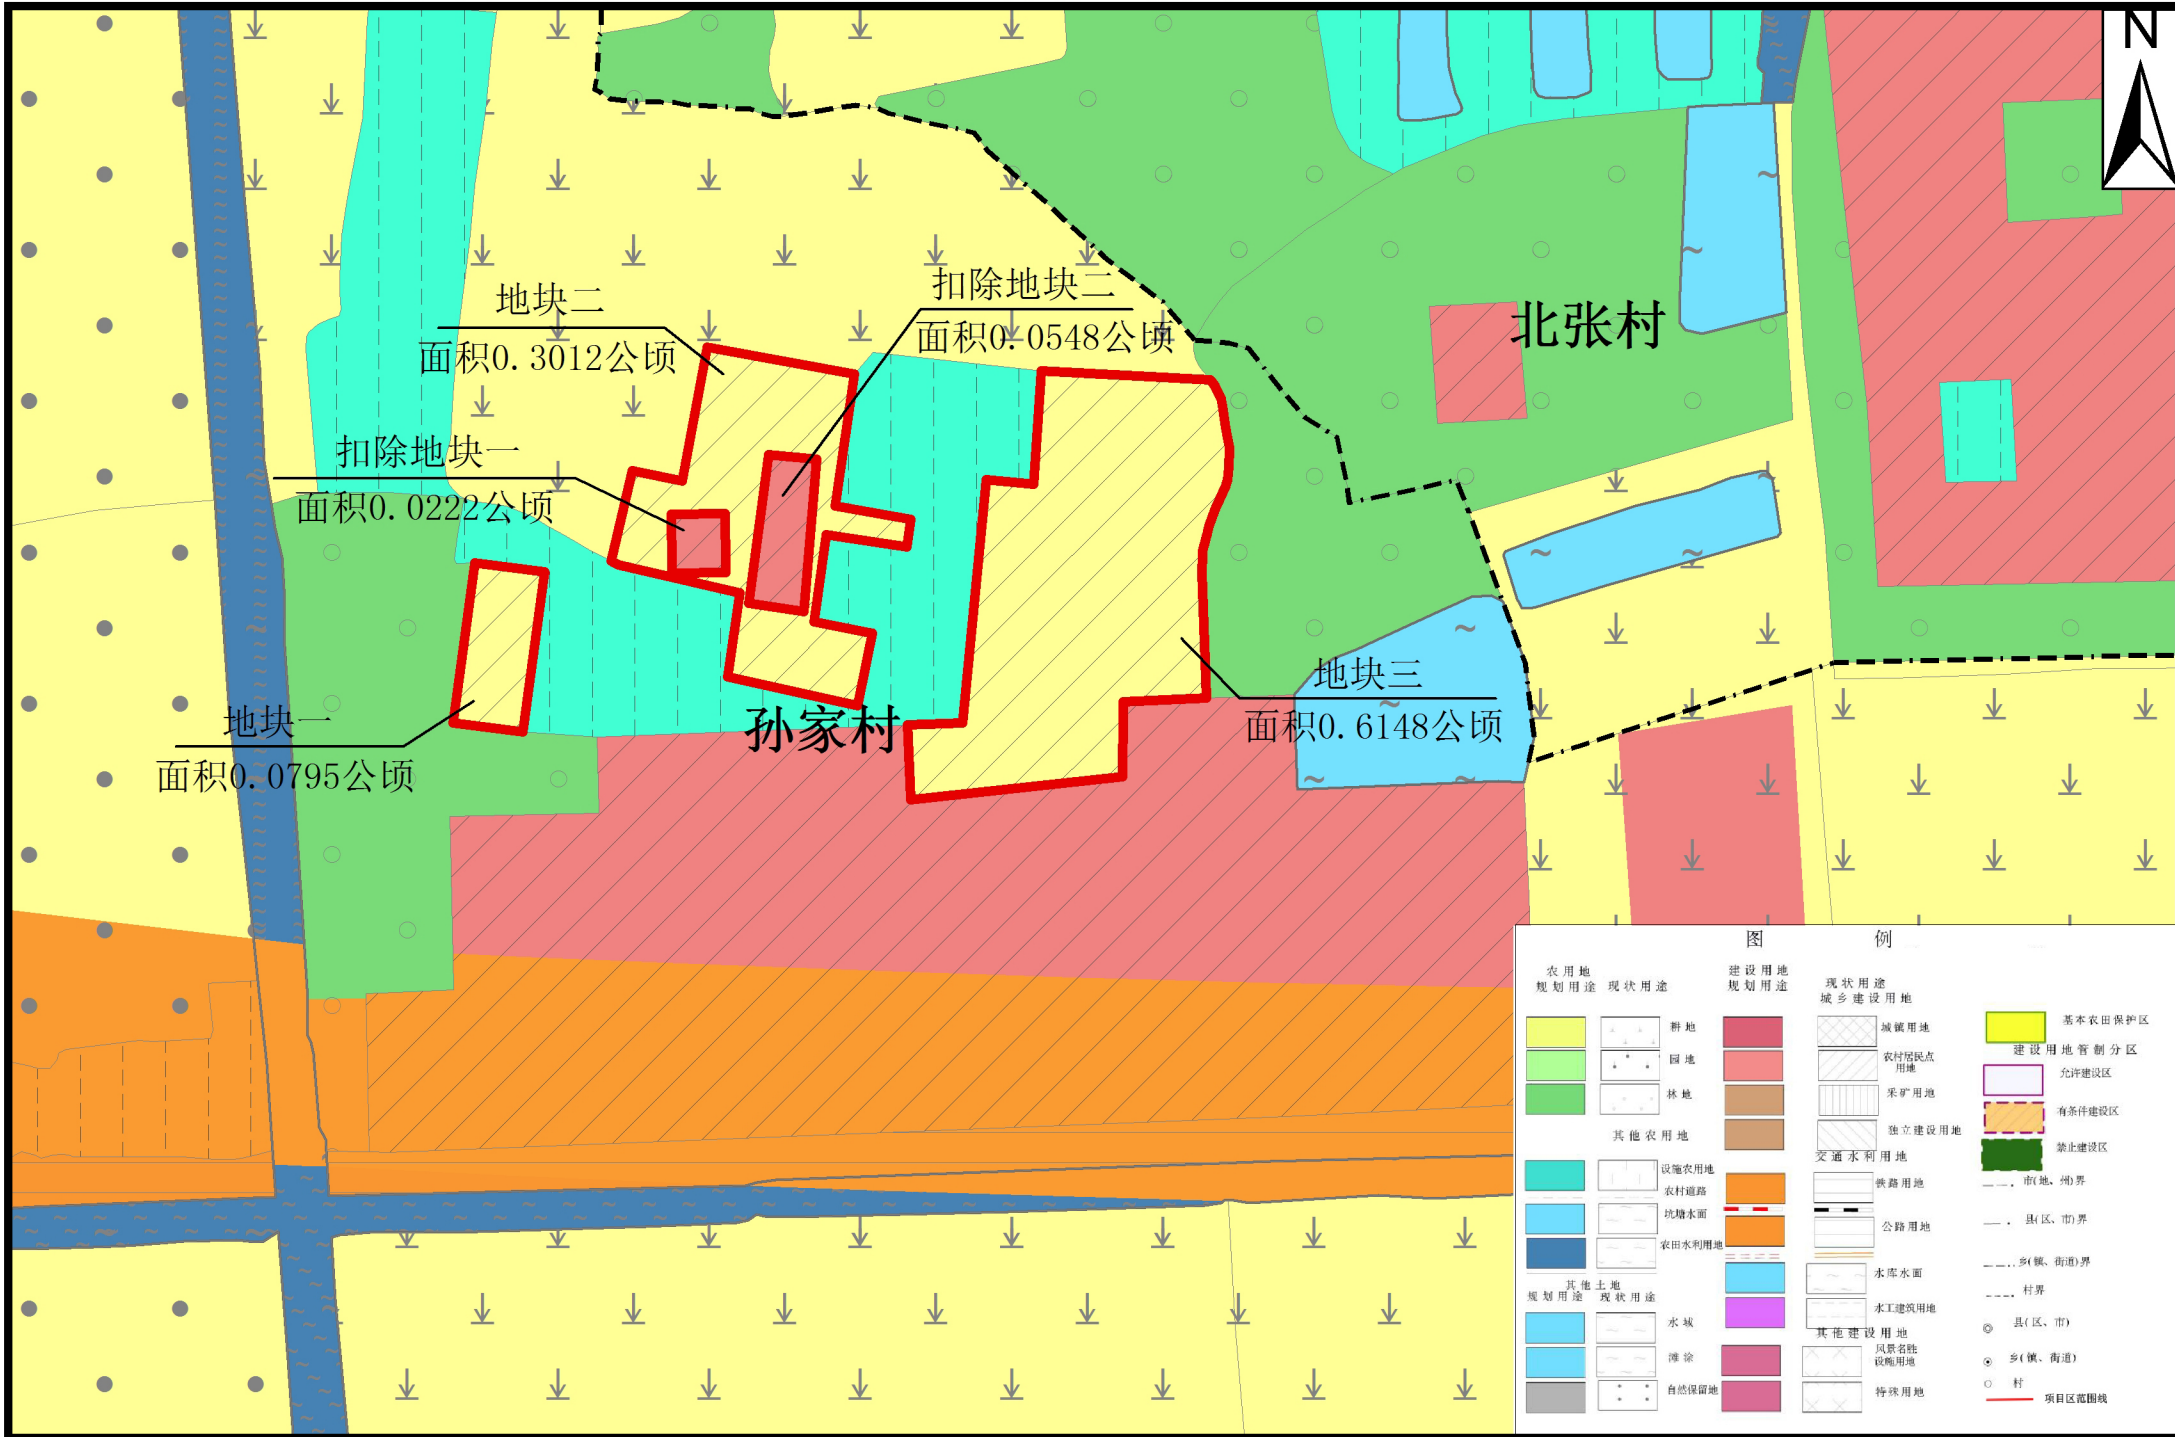 N
扣除地块二
面积0.0548公顷
地块二
面积0.3012公顷
北张村
扣除地块一
面积0.0222公顷
地块三
面积0.6148公顷
孙家村
地块一
面积0.0795公顷
图 例
农用地
规划用途 现状用途
耕地
园地
林地
其他农用地
设施农用地
农村道路
坑塘水面
农田水利用地
其他土地
规划用途 现状用途
水域
滩涂
自然保留地
建设用地
规划用途
现状用途
城乡建设用地
城镇用地
农村居民点
用地
采矿用地
独立建设用地
交通水利用地
铁路用地
公路用地
水库水面
水工建筑用地
其他建设用地
风景名胜
设施用地
特殊用地
基本农田保护区
建设用地管制分区
允许建设区
有条件建设区
禁止建设区
市(地、州)界
县(区、市)界
乡(镇、街道)界
村界
县(区、市)
乡(镇、街道)
村
项目区范围线